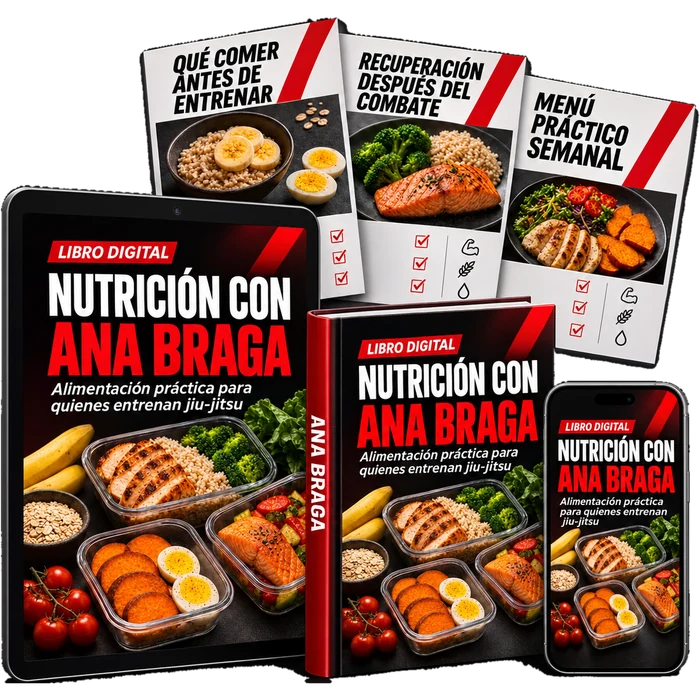 QUÉ COMER
ANTES DE
ENTRENAR
RECUPERACIÓN
DESPUÉS DEL
COMBATE
MENÚ
PRÁCTICO
SEMANAL
LIBRO DIGITAL
NUTRICIÓN CON
ANA BRAGA
Alimentación práctica para
quienes entrenan jiu-jitsu
ANA BRAGA
LIBRO DIGITAL
NUTRICIÓN CON
ANA BRAGA
Alimentación práctica para
quienes entrenan jiu-jitsu
LIBRO DIGITAL
NUTRICIÓN CON
ANA BRAGA
Alimentación práctica
para quienes entrenan
jiu-jitsu